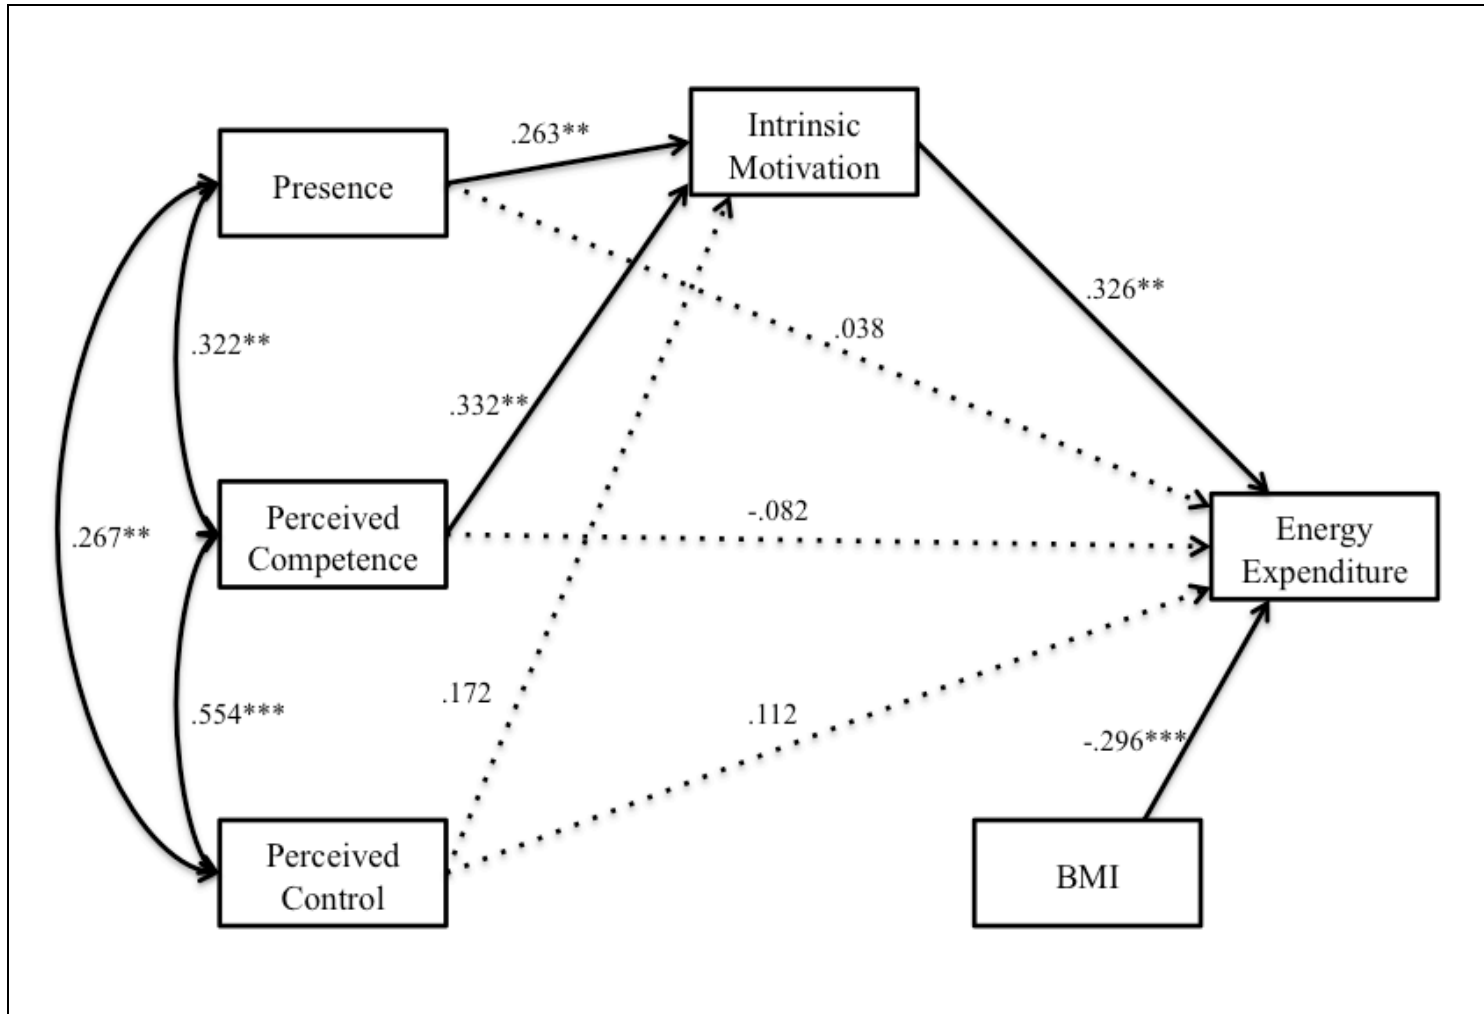 Intrinsic
Motivation
.263**
Presence
.326**
.038
.322**
.332**
-.082
Perceived
Competence
Energy
Expenditure
.267**
.172
.554***
.112
-.296***
Perceived
Control
BMI